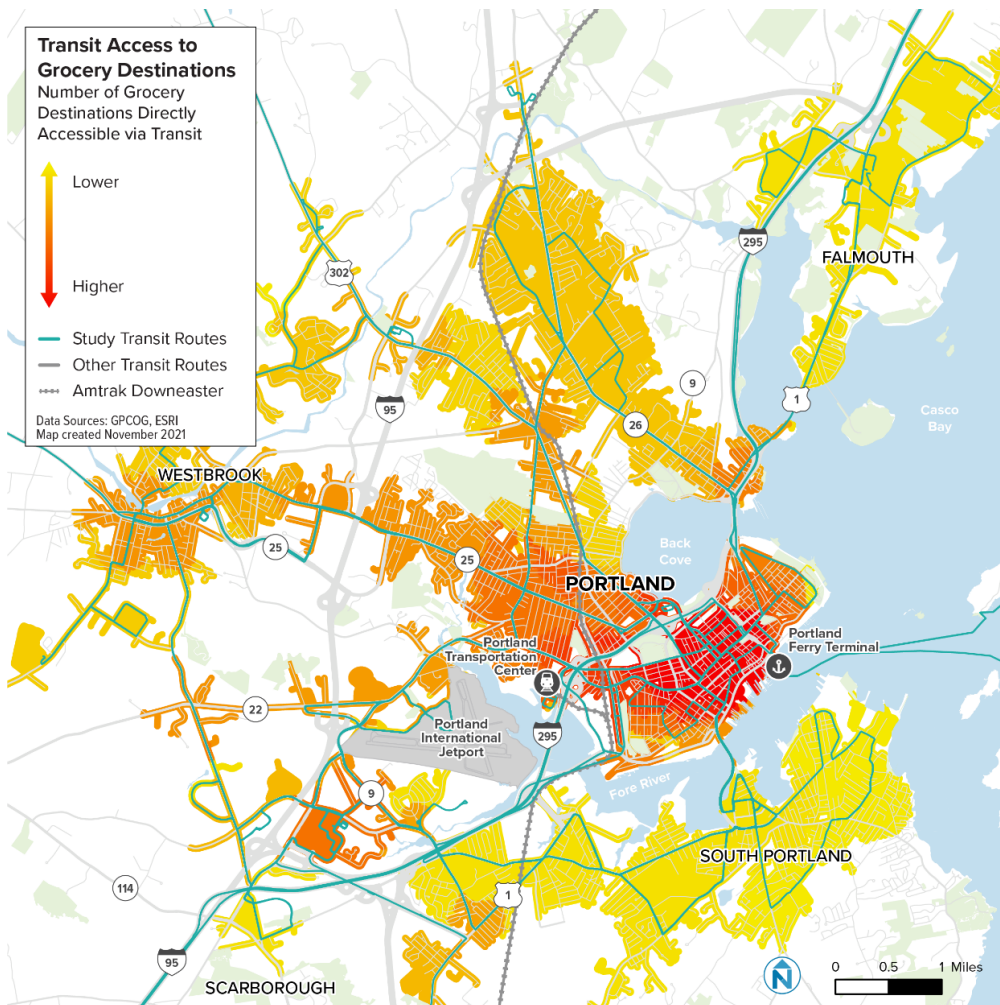 Transit Access to
Grocery Destinations
Number of Grocery
Destinations Directly
Accessible via Transit
Lower
Higher
Study Transit Routes
Other Transit Routes
Amtrak Downeaster
Data Sources: GPCOG, ESRI
Map created November 2021
295
FALMOUTH
302
9
1
95
26
Casco
Bay
WESTBROOK
25
25
Back
Cove
PORTLAND
Portland
Transportation
Center
Portland
Ferry Terminal
22
Portland
International
Jetport
295
Fore River
9
SOUTH PORTLAND
114
1
95
SCARBOROUGH
N
0 0.5 1 Miles